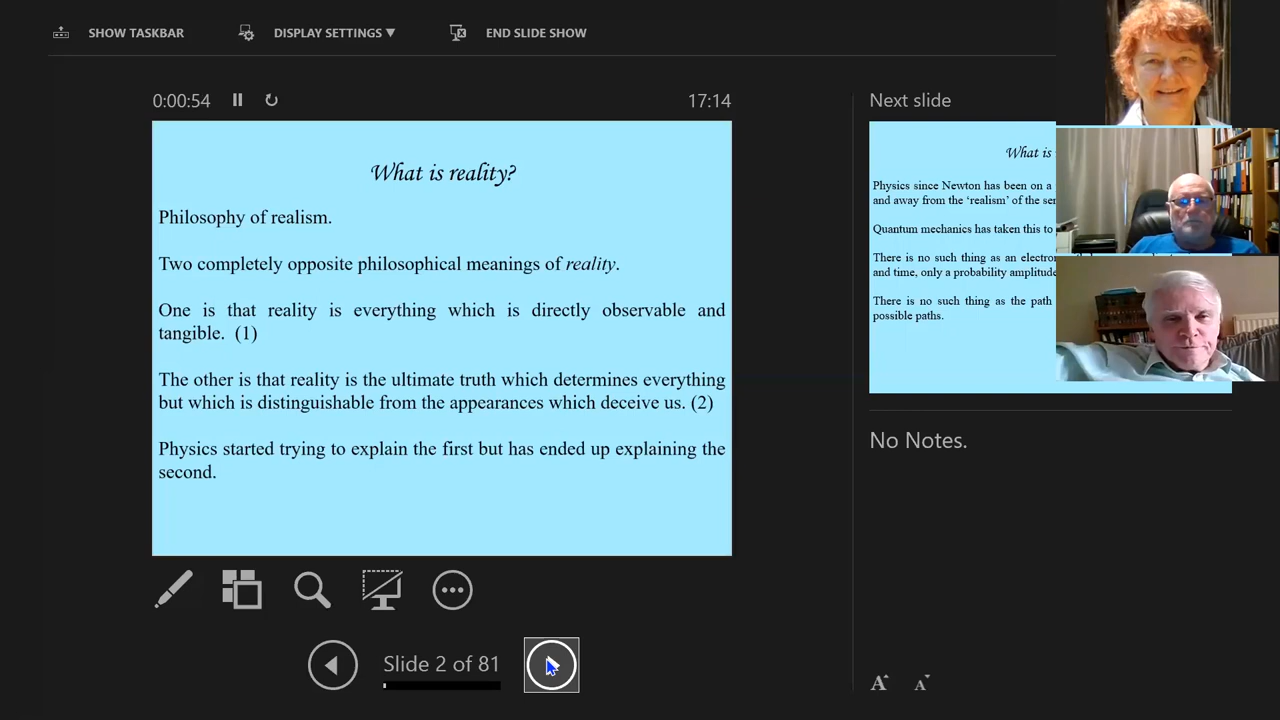 SHOW TASKBAR
DISPLAY SETTINGS ▼
END SLIDE SHOW
0:00:54
17:14
What is reality?
Philosophy of realism.
Two completely opposite philosophical meanings of reality.
One is that reality is everything which is directly observable and
tangible. (1)
The other is that reality is the ultimate truth which determines everything
but which is distinguishable from the appearances which deceive us. (2)
Physics started trying to explain the first but has ended up explaining the
second.
Slide 2 of 81
Next slide
What is
Physics since Newton has been on a
and away from the ‘realism’ of the
Quantum mechanics has taken this to
There is no such thing as an electron
and time, only a probability amplitude
There is no such thing as the path
possible paths.
No Notes.
A A